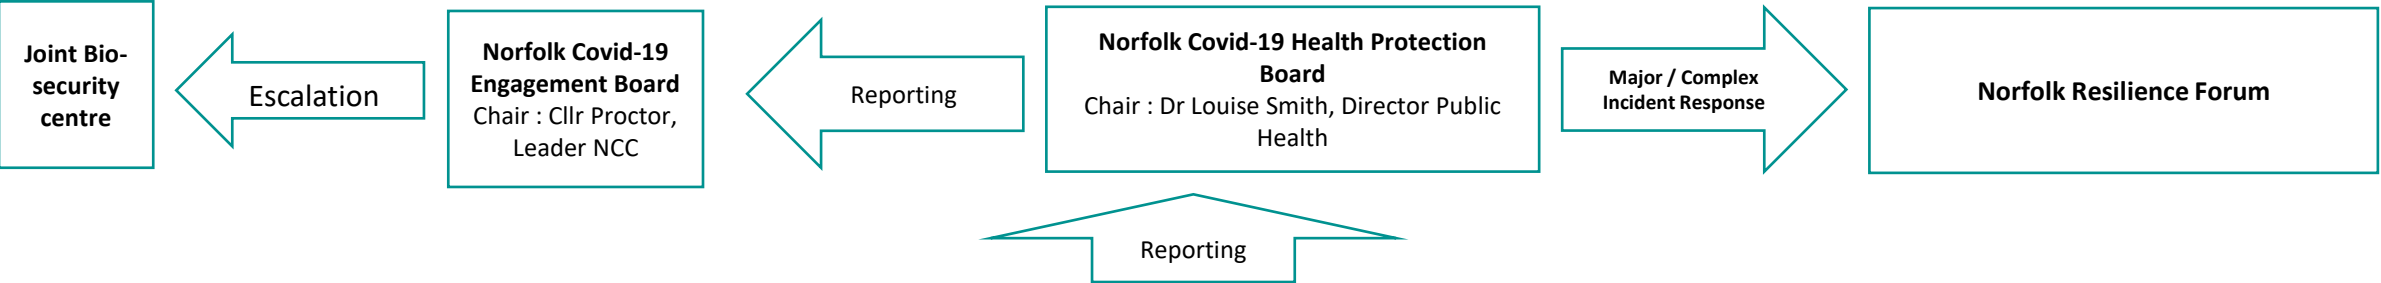 Joint Bio-
security
centre
Escalation
Norfolk Covid-19
Engagement Board
Chair : Cllr Proctor,
Leader NCC
Reporting
Norfolk Covid-19 Health Protection
Board
Chair : Dr Louise Smith, Director Public
Health
Major / Complex
Incident Response
Norfolk Resilience Forum
Reporting